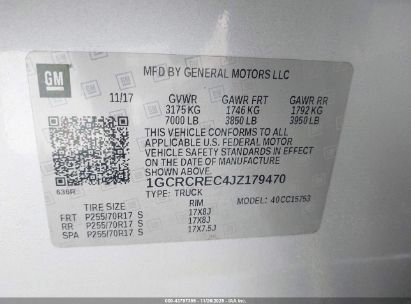 GM
MFD BY GENERAL MOTORS LLC
11/17 GVWR GAWR FRT GAWR RR
3175 KG 1746 KG 1792 KG
7000 LB 3850 LB 3950 LB
THIS VEHICLE CONFORMS TO ALL
APPLICABLE U.S. FEDERAL MOTOR
VEHICLE SAFETY STANDARDS IN
EFFECT ON THE DATE OF
MANUFACTURE SHOWN ABOVE.
1GCRCREC4JZ179470
636R TYPE: TRUCK MODEL: 40CC15753
TIRE SIZE RIM
FRT P255/70R17 S 17X8J
RR P255/70R17 S 17X8J
SPA P255/70R17 S 17X7.5J